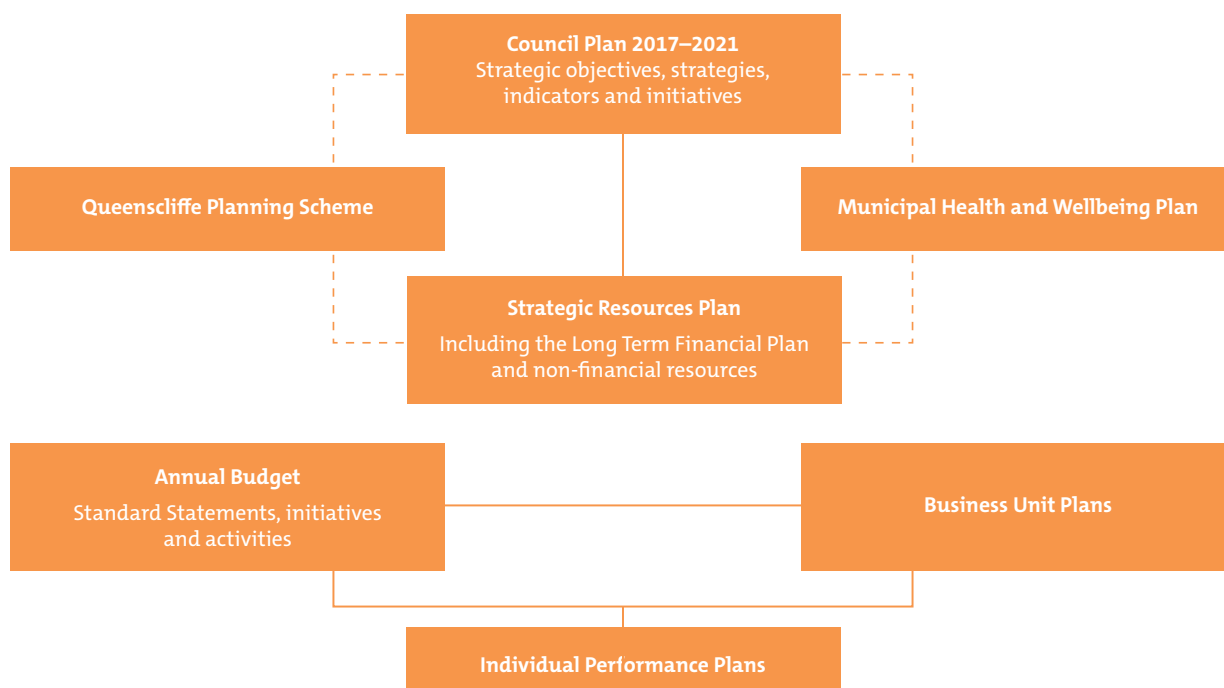 Council Plan 2017–2021
Strategic objectives, strategies,
indicators and initiatives
Queenscliffe Planning Scheme
Municipal Health and Wellbeing Plan
Strategic Resources Plan
Including the Long Term Financial Plan
and non-financial resources
Annual Budget
Standard Statements, initiatives
and activities
Business Unit Plans
Individual Performance Plans